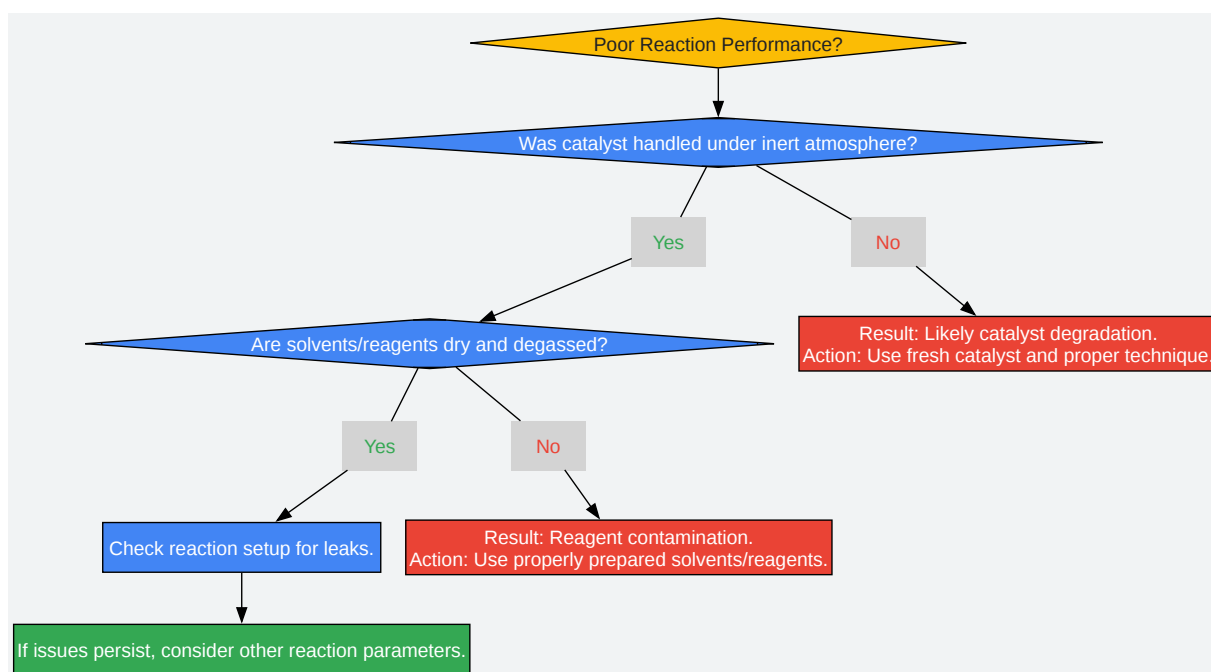 Poor Reaction Performance?
Was catalyst handled under inert atmosphere?
Yes
No
Are solvents/reagents dry and degassed?
Result: Likely catalyst degradation.
Action: Use fresh catalyst and proper technique.
Yes
No
Check reaction setup for leaks.
Result: Reagent contamination.
Action: Use properly prepared solvents/reagents.
If issues persist, consider other reaction parameters.